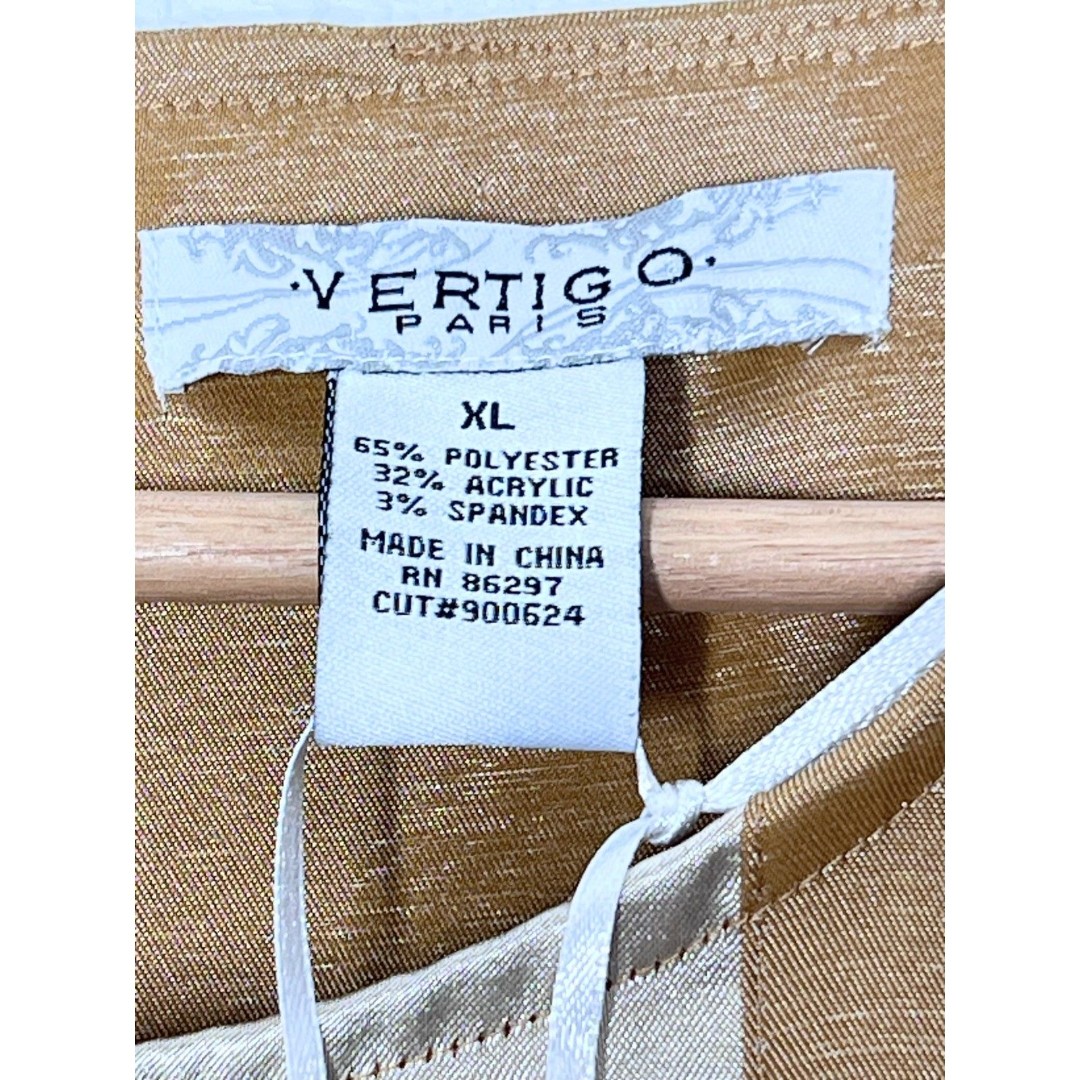 ·VERTIGO·
PARIS
XL
65% POLYESTER
32% ACRYLIC
3% SPANDEX
MADE IN CHINA
RN 86297
CUT#900624